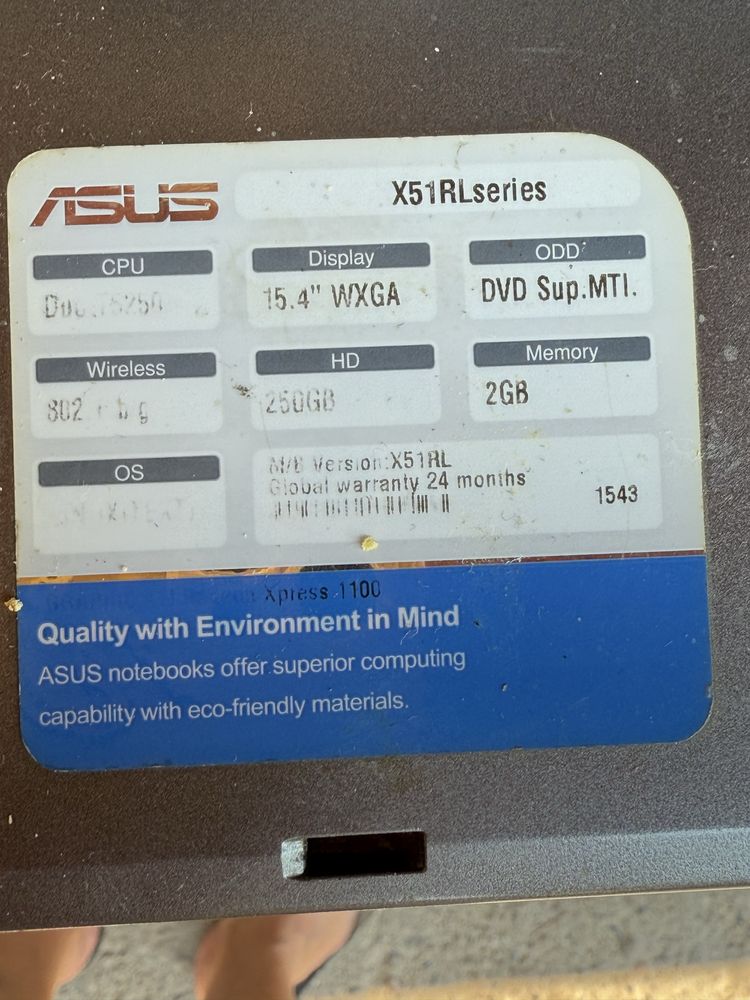 ASUS
X51RLseries
CPU
Display
ODD
15.4" WXGA
DVD Sup.MTI.
Wireless
HD
Memory
802
250GB
2GB
OS
M/B Version:X51RL
Global warranty 24 months
1543
Xpress 1100
Quality with Environment in Mind
ASUS notebooks offer superior computing
capability with eco-friendly materials.